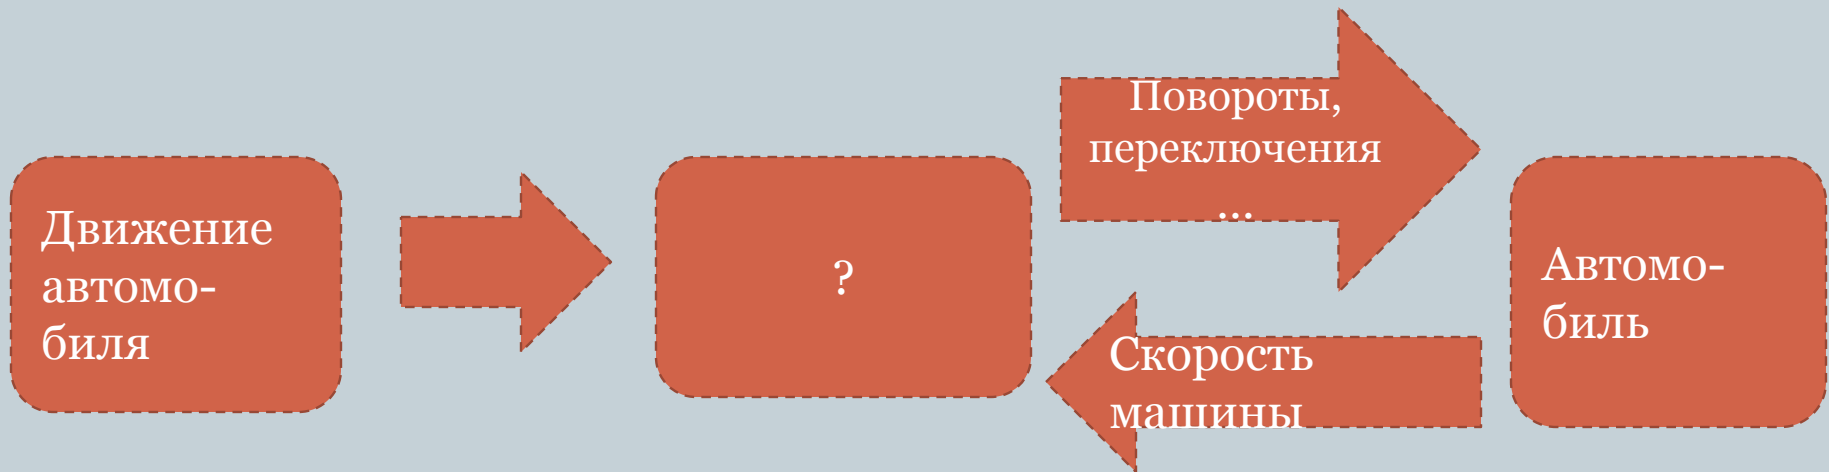 Движение
автомо-
биля
?
Повороты,
переключения
...
Скорость
машины
Автомо-
биль